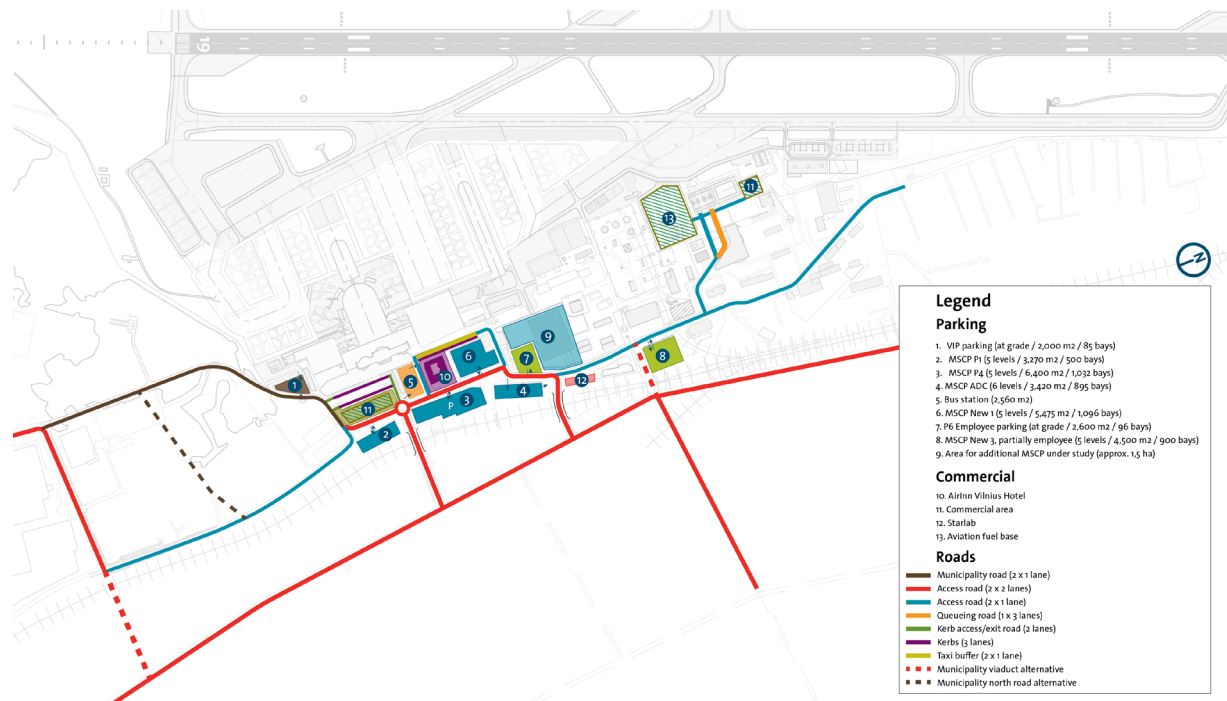 19
13
11
9
6
7
8
1
10
5
12
11
3
P
4
2
N
Legend
Parking
1. VIP parking (at grade / 2,000 m2 / 85 bays)
2. MSCP P1 (5 levels / 3,270 m2 / 500 bays)
3. MSCP P4 (5 levels / 6,400 m2 / 1,032 bays)
4. MSCP ADC (6 levels / 3,420 m2 / 895 bays)
5. Bus station (2,560 m2)
6. MSCP New 1 (5 levels / 5,475 m2 / 1,096 bays)
7. P6 Employee parking (at grade / 2,600 m2 / 96 bays)
8. MSCP New 3, partially employee (5 levels / 4,500 m2 / 900 bays)
9. Area for additional MSCP under study (approx. 1,5 ha)
Commercial
10. AirInn Vilnius Hotel
11. Commercial area
12. Starlab
13. Aviation fuel base
Roads
Municipality road (2 x 1 lane)
Access road (2 x 2 lanes)
Access road (2 x 1 lane)
Queueing road (1 x 3 lanes)
Kerb access/exit road (2 lanes)
Kerbs (3 lanes)
Taxi buffer (2 x 1 lane)
Municipality viaduct alternative
Municipality north road alternative